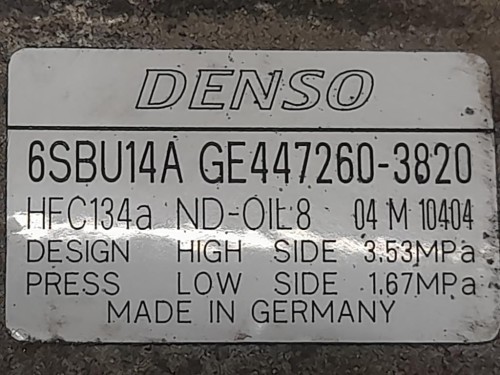 DENSO
6SBU14A GE447260-3820
HFC134a ND-OIL8 04 M 10404
DESIGN HIGH SIDE 3.53MPa
PRESS LOW SIDE 1.67MPa
MADE IN GERMANY